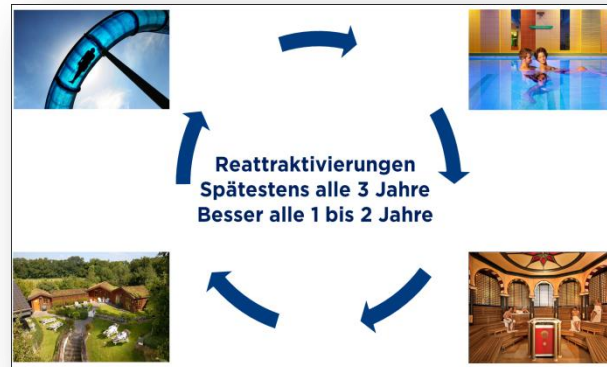 Reattraktivierungen
Spätestens alle 3 Jahre
Besser alle 1 bis 2 Jahre